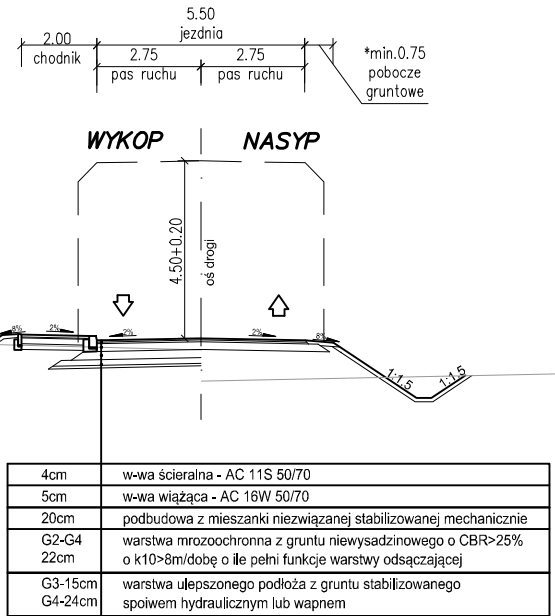 5.50
jezdnia
2.00
chodnik
2.75
pas ruchu
2.75
pas ruchu
*min.0.75
pobocze
gruntowe
WYKOP
NASYP
4.50+0.20
oś drogi
8%
2%
2%
2%
8%
1:1.5
1:1.5
4cm w-wa ścieralna - AC 11S 50/70
5cm w-wa wiążąca - AC 16W 50/70
20cm podbudowa z mieszanki niezwiązanej stabilizowanej mechanicznie
G2-G4 warstwa mrozoochronna z gruntu niewysadzinowego o CBR>25%
22cm o k10>8m/dobę o ile pełni funkcje warstwy odsączającej
G3-15cm warstwa ulepszonego podłoża z gruntu stabilizowanego
G4-24cm spoiwem hydraulicznym lub wapnem